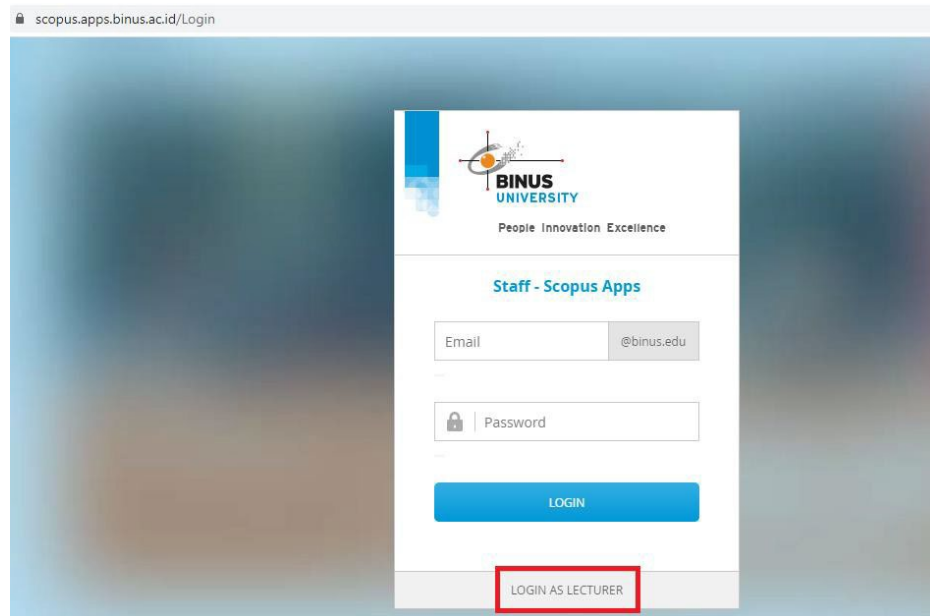 scopus.apps.binus.ac.id/Login
BINUS
UNIVERSITY
People Innovation Excellence
Staff - Scopus Apps
Email @binus.edu
Password
LOGIN
LOGIN AS LECTURER